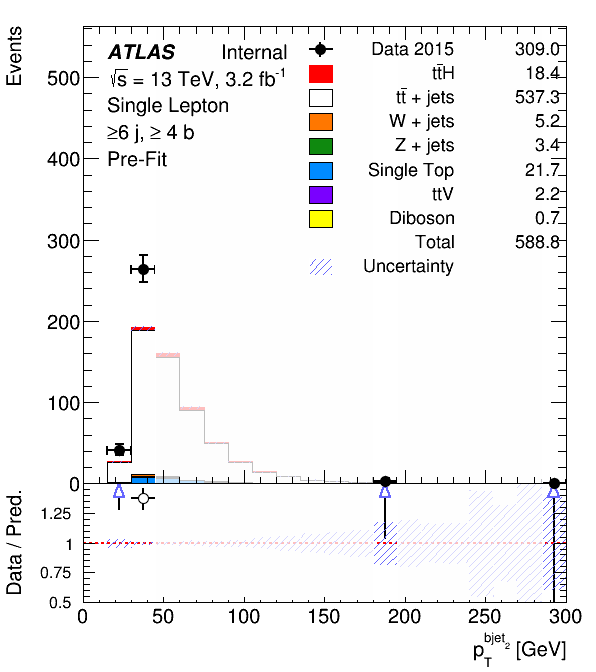 Events
ATLAS Internal
√s = 13 TeV, 3.2 fb⁻¹
Single Lepton
≥6 j, ≥ 4 b
Pre-Fit
Data 2015 309.0
tt̄H 18.4
tt̄ + jets 537.3
W + jets 5.2
Z + jets 3.4
Single Top 21.7
ttV 2.2
Diboson 0.7
Total 588.8
Uncertainty
500
400
300
200
100
0
Data / Pred.
1.25
1
0.75
0.5
0 50 100 150 200 250 300
p_T^{bjet_2} [GeV]